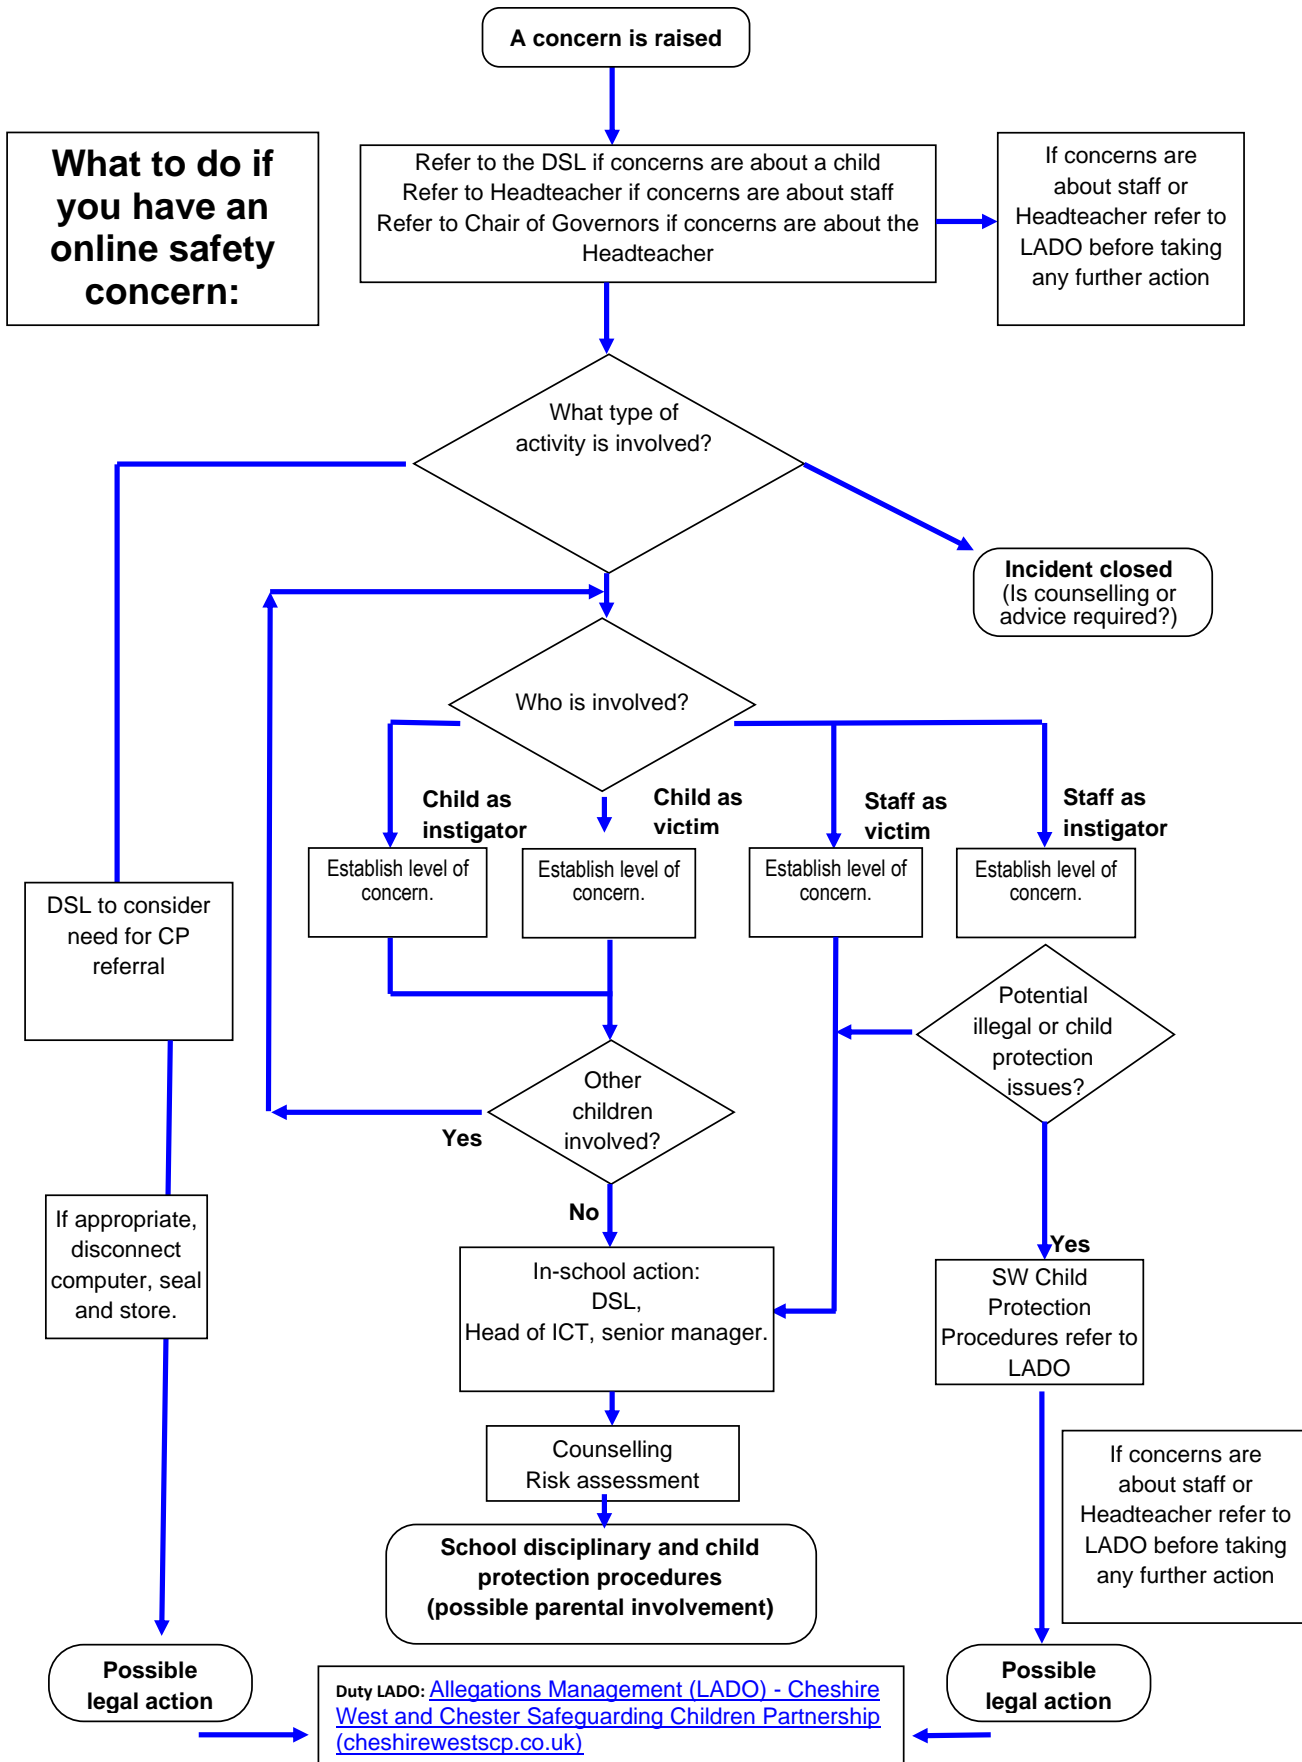 A concern is raised
What to do if
you have an
online safety
concern:
Refer to the DSL if concerns are about a child
Refer to Headteacher if concerns are about staff
Refer to Chair of Governors if concerns are about the
Headteacher
If concerns are
about staff or
Headteacher refer to
LADO before taking
any further action
What type of
activity is involved?
Incident closed
(Is counselling or
advice required?)
Who is involved?
Child as
instigator
Child as
victim
Staff as
victim
Staff as
instigator
Establish level of
concern.
Establish level of
concern.
Establish level of
concern.
Establish level of
concern.
DSL to consider
need for CP
referral
Potential
illegal or child
protection
issues?
Other
children
involved?
Yes
No
If appropriate,
disconnect
computer, seal
and store.
Yes
In-school action:
DSL,
Head of ICT, senior manager.
SW Child
Protection
Procedures refer to
LADO
Counselling
Risk assessment
If concerns are
about staff or
Headteacher refer to
LADO before taking
any further action
School disciplinary and child
protection procedures
(possible parental involvement)
Possible
legal action
Possible
legal action
Duty LADO: Allegations Management (LADO) - Cheshire
West and Chester Safeguarding Children Partnership
(cheshirewestscp.co.uk)